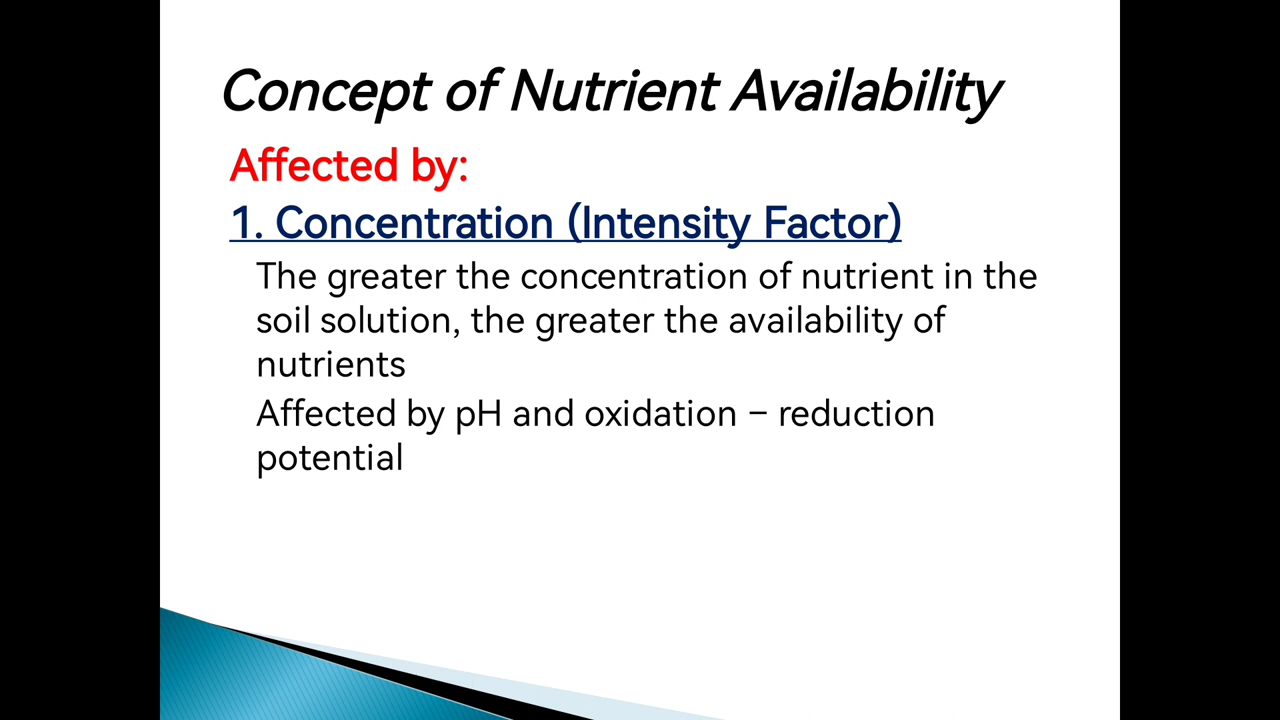 Concept of Nutrient Availability
Affected by:
1. Concentration (Intensity Factor)
The greater the concentration of nutrient in the
soil solution, the greater the availability of
nutrients
Affected by pH and oxidation – reduction
potential